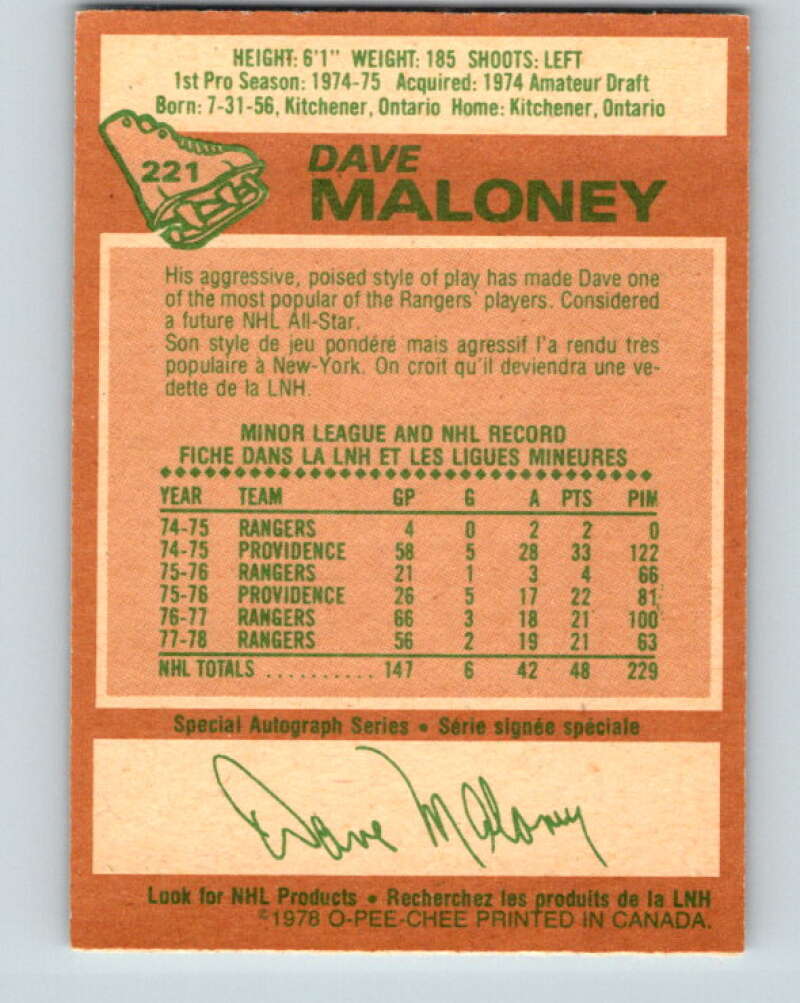 HEIGHT: 6'1" WEIGHT: 185 SHOOTS: LEFT
1st Pro Season: 1974-75 Acquired: 1974 Amateur Draft
Born: 7-31-56, Kitchener, Ontario Home: Kitchener, Ontario
221
DAVE
MALONEY
His aggressive, poised style of play has made Dave one
of the most popular of the Rangers' players. Considered
a future NHL All-Star.
Son style de jeu pondéré mais agressif l'a rendu très
populaire à New-York. On croit qu'il deviendra une ve-
dette de la LNH.
MINOR LEAGUE AND NHL RECORD
FICHE DANS LA LNH ET LES LIGUES MINEURES
YEAR TEAM GP G A PTS PIM
74-75 RANGERS 4 0 2 2 0
74-75 PROVIDENCE 58 5 28 33 122
75-76 RANGERS 21 1 3 4 66
75-76 PROVIDENCE 26 5 17 22 81
76-77 RANGERS 66 3 18 21 100
77-78 RANGERS 56 2 19 21 63
NHL TOTALS .......... 147 6 42 48 229
Special Autograph Series • Série signée spéciale
Dave Maloney
Look for NHL Products • Recherchez les produits de la LNH
©1978 O-PEE-CHEE PRINTED IN CANADA.